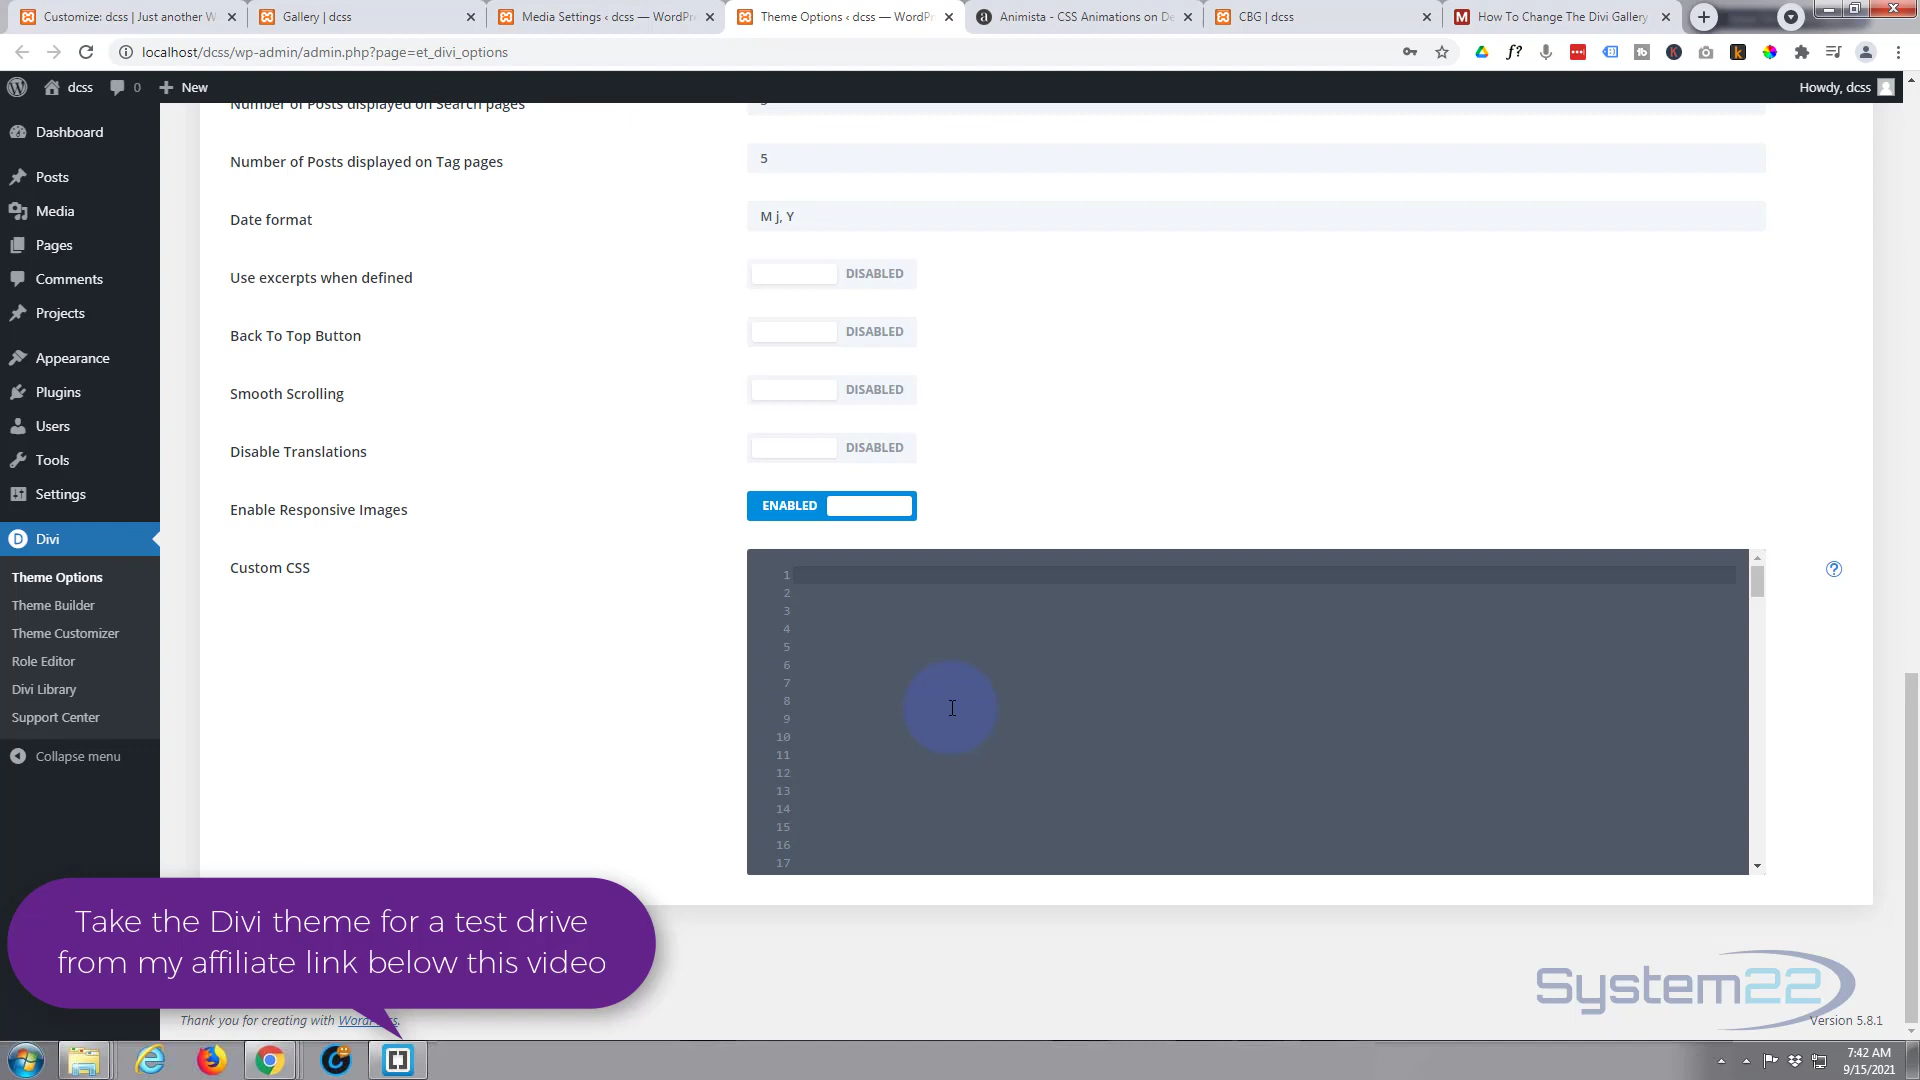 Customize: dcss | Just another W
Gallery | dcss
Media Settings ‹ dcss — WordPr
Theme Options ‹ dcss — WordPr
Animista - CSS Animations on De
CBG | dcss
How To Change The Divi Gallery
localhost/dcss/wp-admin/admin.php?page=et_divi_options
dcss
0
New
Howdy, dcss
Dashboard
Posts
Media
Pages
Comments
Projects
Appearance
Plugins
Users
Tools
Settings
Divi
Theme Options
Theme Builder
Theme Customizer
Role Editor
Divi Library
Support Center
Collapse menu
Number of Posts displayed on Search pages
Number of Posts displayed on Tag pages
5
Date format
M j, Y
Use excerpts when defined
DISABLED
Back To Top Button
DISABLED
Smooth Scrolling
DISABLED
Disable Translations
DISABLED
Enable Responsive Images
ENABLED
Custom CSS
1
2
3
4
5
6
7
8
9
10
11
12
13
14
15
16
17
Take the Divi theme for a test drive
from my affiliate link below this video
System22
Thank you for creating with
Version 5.8.1
7:42 AM
9/15/2021